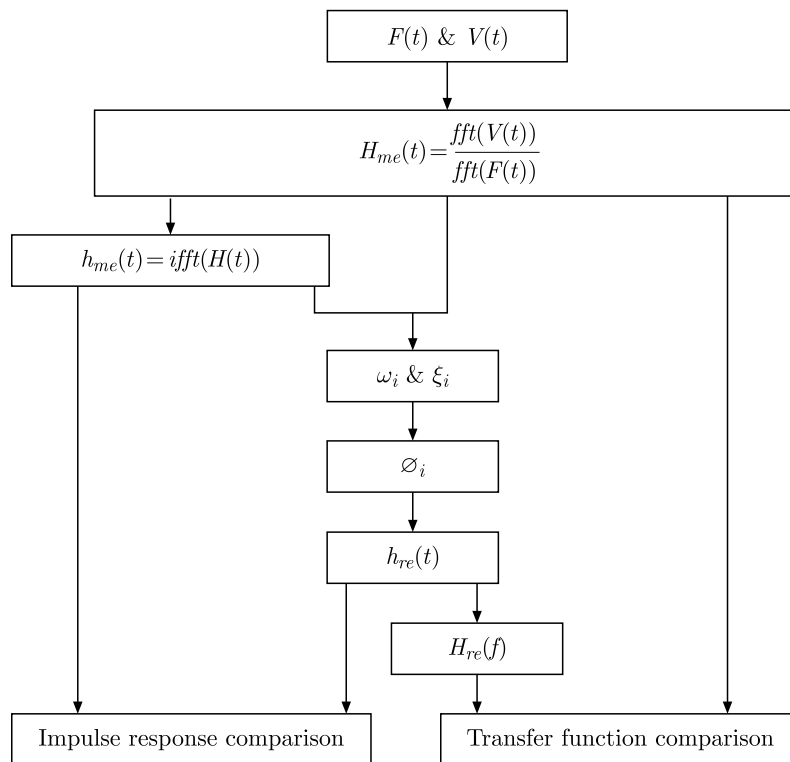 F(t) & V(t)
H_me(t)=fft(V(t))/fft(F(t))
h_me(t)=ifft(H(t))
ω_i & ξ_i
∅_i
h_re(t)
H_re(f)
Impulse response comparison
Transfer function comparison